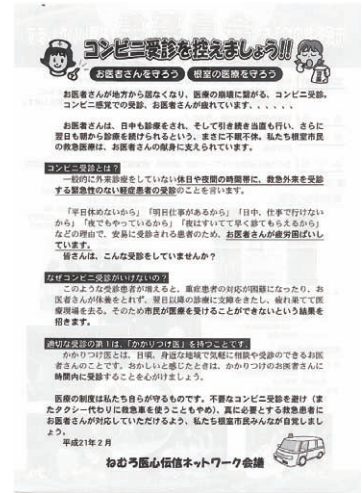 コンビニ受診を控えましょう!!
お医者さんを守ろう 根室の医療を守ろう
お医者さんが地方から居なくなり、医療の崩壊に繋がる、コンビニ受診。
コンビニ感覚での受診、お医者さんが疲れています、、、、、、
お医者さんは、日中も診療をされ、そして引き続き当直も行い、さらに
翌日も朝から診療を続けられるという、まさに不眠不休。私たち根室市民
の救急医療は、お医者さんの献身に支えられています。
コンビニ受診とは?
一般的に外来診療をしていない休日や夜間の時間帯に、救急外来を受診
する緊急性のない軽症患者の受診のことを言います。
「平日休めないから」「明日仕事があるから」「日中、仕事で行けない
から」「夜でもやっているから」「夜はすいてて早く診てもらえるから」
などの理由で、安易に受診される患者のため、お医者さんが疲労困ぱいし
ています。
皆さんは、こんな受診をしていませんか?
なぜコンビニ受診がいけないの?
このような受診患者が増えると、重症患者の対応が困難になったり、お
医者さんが休養をとれず、翌日以降の診療に支障をきたし、疲れ果てて医
療現場を去る。そのため市民が医療を受けることができないという結果を
招きます。
適切な受診の第1は、「かかりつけ医」を持つことです。
かかりつけ医とは、日頃、身近な地域で気軽に相談や受診のできるお医
者さんのことです。おかしいと感じたときは、かかりつけのお医者さんに
時間内に受診することを心がけましょう。
医療の制度は私たち自らが守るものです。不要なコンビニ受診を避け(ま
たタクシー代わりに救急車を使うこともやめ)、真に必要とする救急患者に
お医者さんが対応していただけるよう、私たち根室市民みんなが自覚しまし
ょう。
平成21年2月
ねむろ医心伝信ネットワーク会議